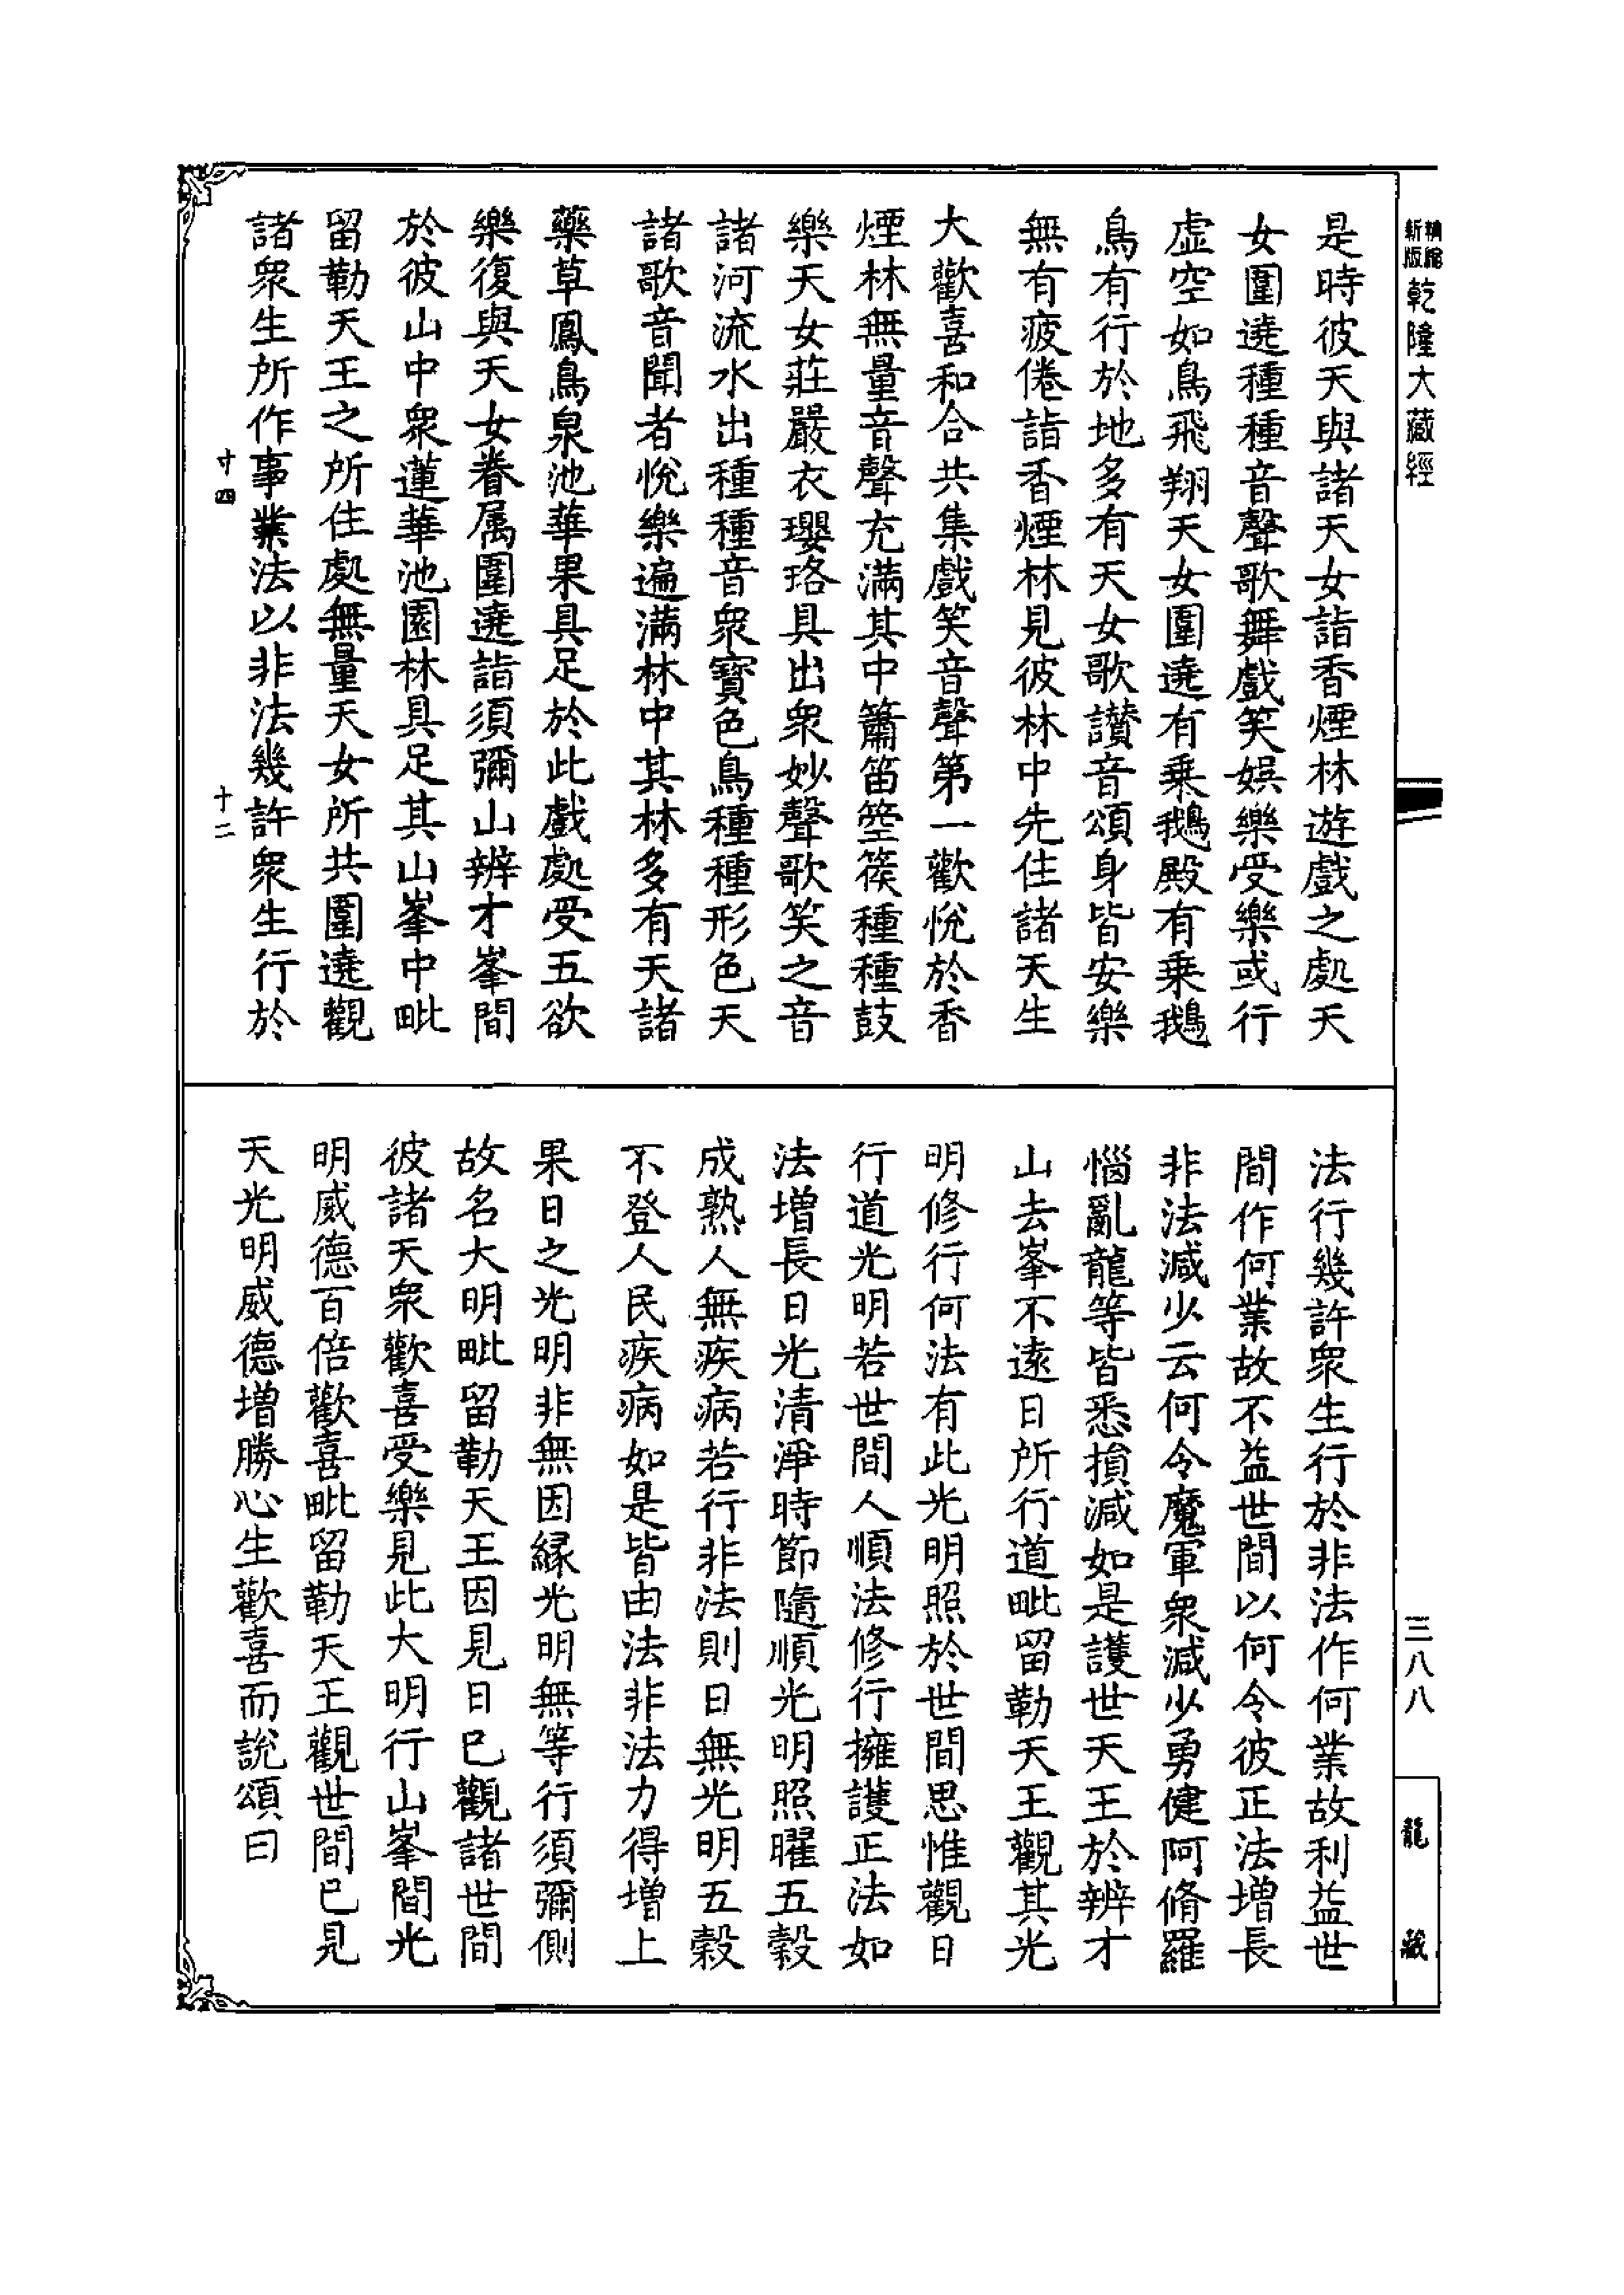 精縮
新版
乾隆大藏經
是時彼天與諸天女詣香煙林遊戲之處天
女圍遶種種音聲歌舞戲笑娛樂受樂或行
虛空如鳥飛翔天女圍遶有乘鵝殿有乘鵝
鳥有行於地多有天女歌讃音頌身皆安樂
無有疲倦詣香煙林見彼林中先住諸天生
大歡喜和合共集戲笑音聲第一歡悅於香
煙林無量音聲充滿其中簫笛箜篌種種鼓
樂天女莊嚴衣瓔珞具出眾妙聲歌笑之音
諸河流水出種種音眾寶色鳥種種形色天
諸歌音聞者悅樂遍滿林中其林多有天諸
藥草鳳鳥泉池華果具足於此戲處受五欲
樂復與天女眷属圍遶詣須彌山辨才峯間
於彼山中眾蓮華池園林具足其山峯中毗
留勒天王之所住處無量天女所共圍遶觀
諸眾生所作事業法以非法幾許眾生行於
寸四
十二
法行幾許眾生行於非法作何業故利益世
間作何業故不益世間以何令彼正法增長
非法減少云何令魔軍眾減少勇健阿脩羅
惱亂龍等皆悉損減如是護世天王於辨才
山去峯不遠日所行道毗留勒天王觀其光
明修行何法有此光明照於世間思惟觀日
行道光明若世間人順法修行擁護正法如
法增長日光清淨時節隨順光明照曜五穀
成熟人無疾病若行非法則日無光明五穀
不登人民疾病如是皆由法非法力得增上
果日之光明非無因緣光明無等行須彌側
故名大明毗留勒天王因見日已觀諸世間
彼諸天眾歡喜受樂見此大明行山峯間光
明威德百倍歡喜毗留勒天王觀世間已見
天光明威德增勝心生歡喜而說頌曰
三八八
龍藏